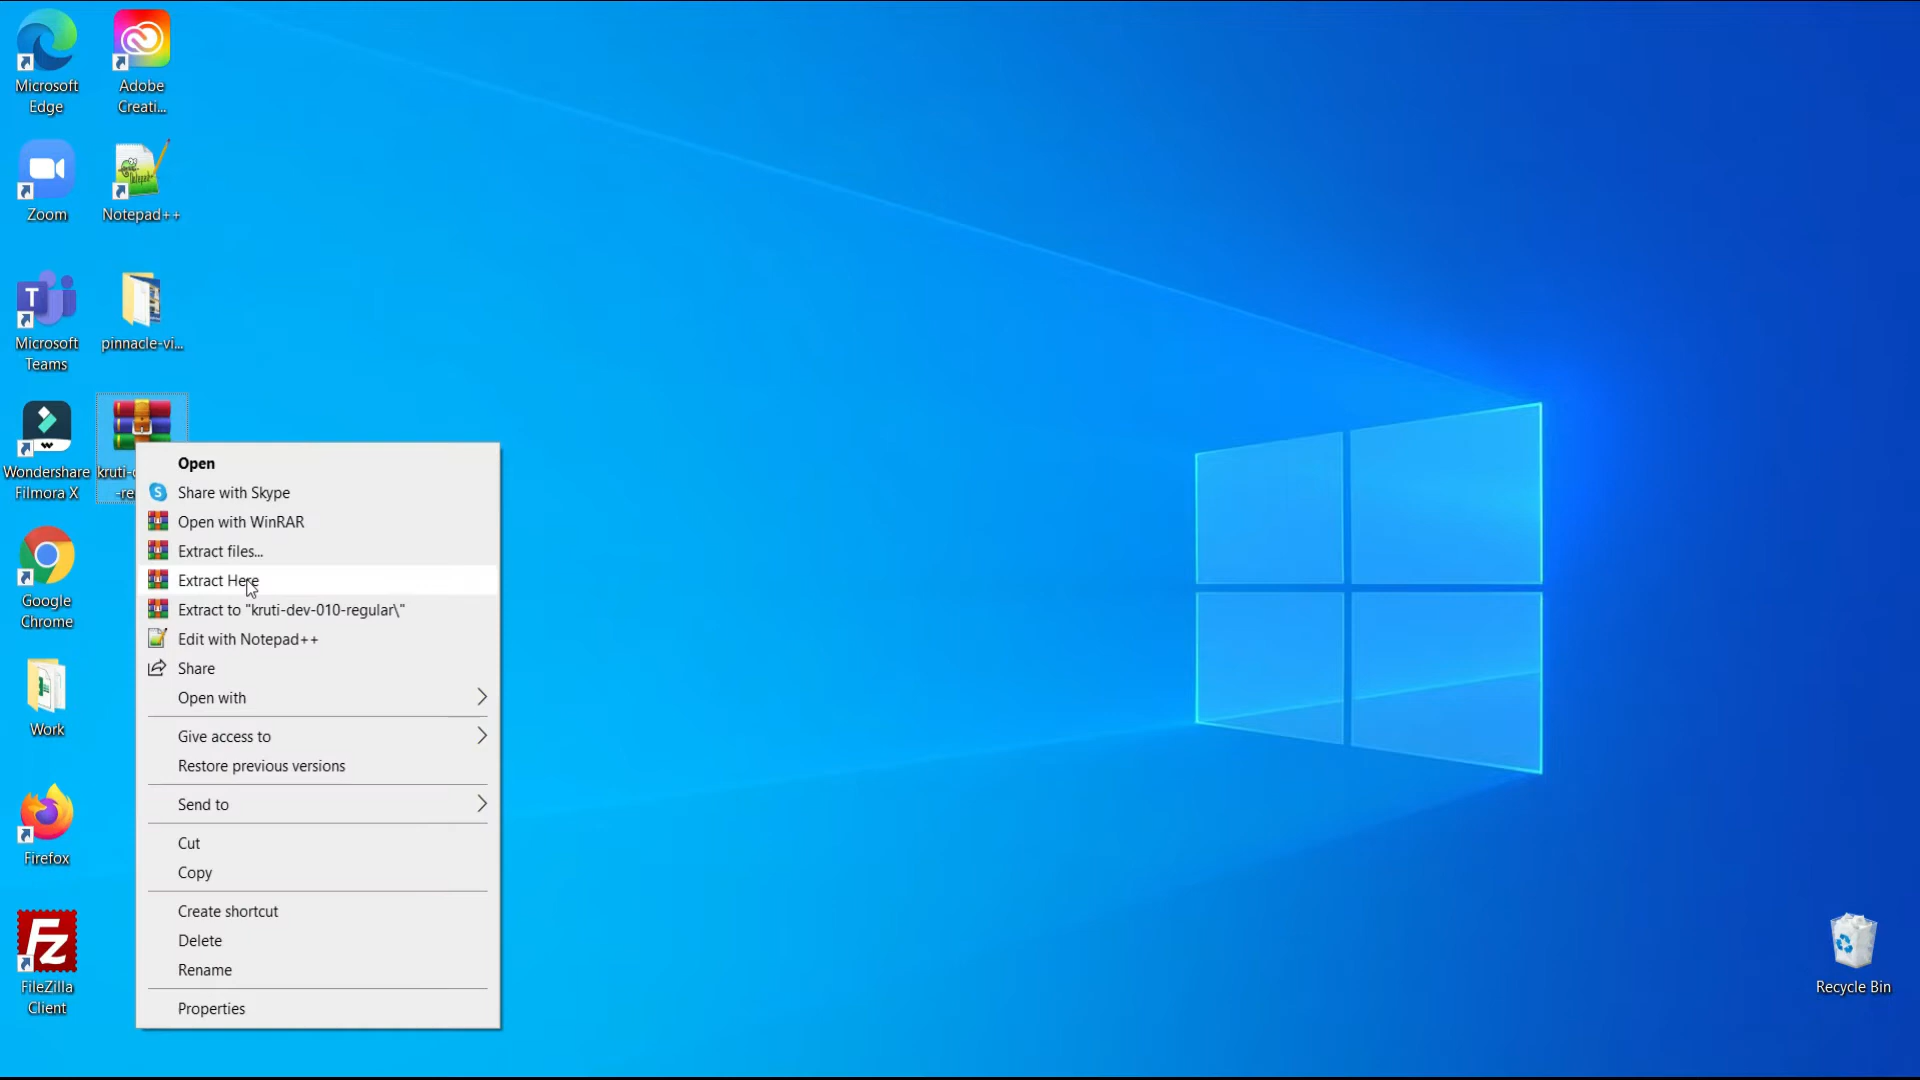 Microsoft
Edge
Adobe
Creati...
Zoom
Notepad++
Microsoft
Teams
pinnacle-vi...
Wondershare
Filmora X
kruti-
-re
Google
Chrome
Work
Firefox
Fz
FileZilla
Client
Open
Share with Skype
Open with WinRAR
Extract files...
Extract Here
Extract to "kruti-dev-010-regular\"
Edit with Notepad++
Share
Open with
Give access to
Restore previous versions
Send to
Cut
Copy
Create shortcut
Delete
Rename
Properties
Recycle Bin